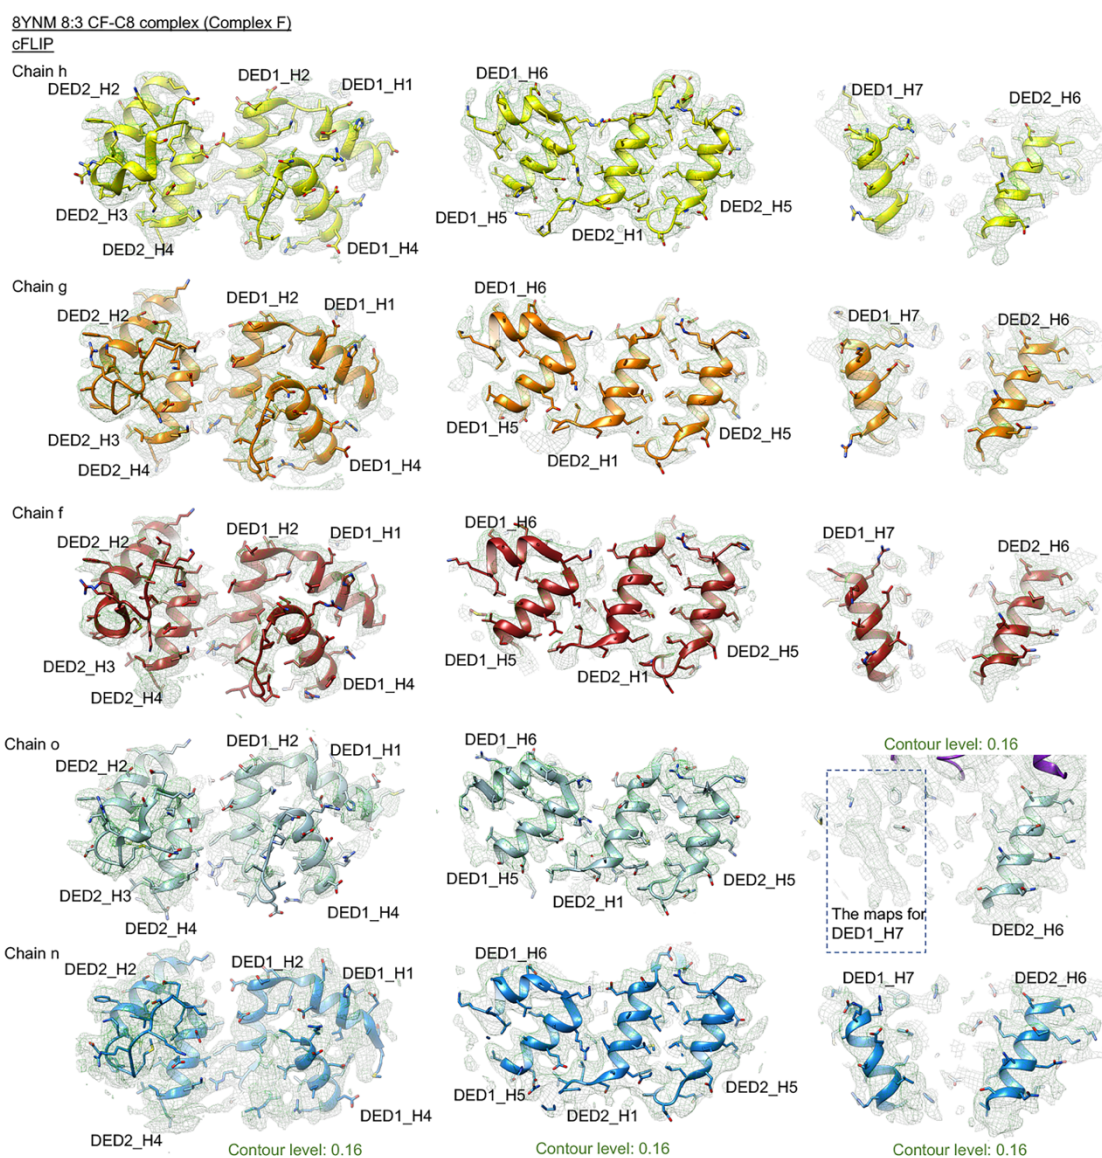 8YNM 8:3 CF-C8 complex (Complex F)
cFLIP
Chain h
DED2_H2
DED1_H2
DED1_H1
DED2_H3
DED2_H4
DED1_H4
DED1_H6
DED1_H5
DED2_H1
DED2_H5
DED1_H7
DED2_H6
Chain g
DED2_H2
DED1_H2
DED1_H1
DED2_H3
DED2_H4
DED1_H4
DED1_H6
DED1_H5
DED2_H1
DED2_H5
DED1_H7
DED2_H6
Chain f
DED2_H2
DED1_H2
DED1_H1
DED2_H3
DED2_H4
DED1_H4
DED1_H6
DED1_H5
DED2_H1
DED2_H5
DED1_H7
DED2_H6
Contour level: 0.16
Chain o
DED2_H2
DED1_H2
DED1_H1
DED2_H3
DED2_H4
DED1_H4
DED1_H6
DED1_H5
DED2_H1
DED2_H5
The maps for
DED1_H7
DED2_H6
Chain n
DED2_H2
DED1_H2
DED1_H1
DED2_H4
DED1_H4
DED1_H6
DED1_H5
DED2_H1
DED2_H5
DED1_H7
DED2_H6
Contour level: 0.16
Contour level: 0.16
Contour level: 0.16